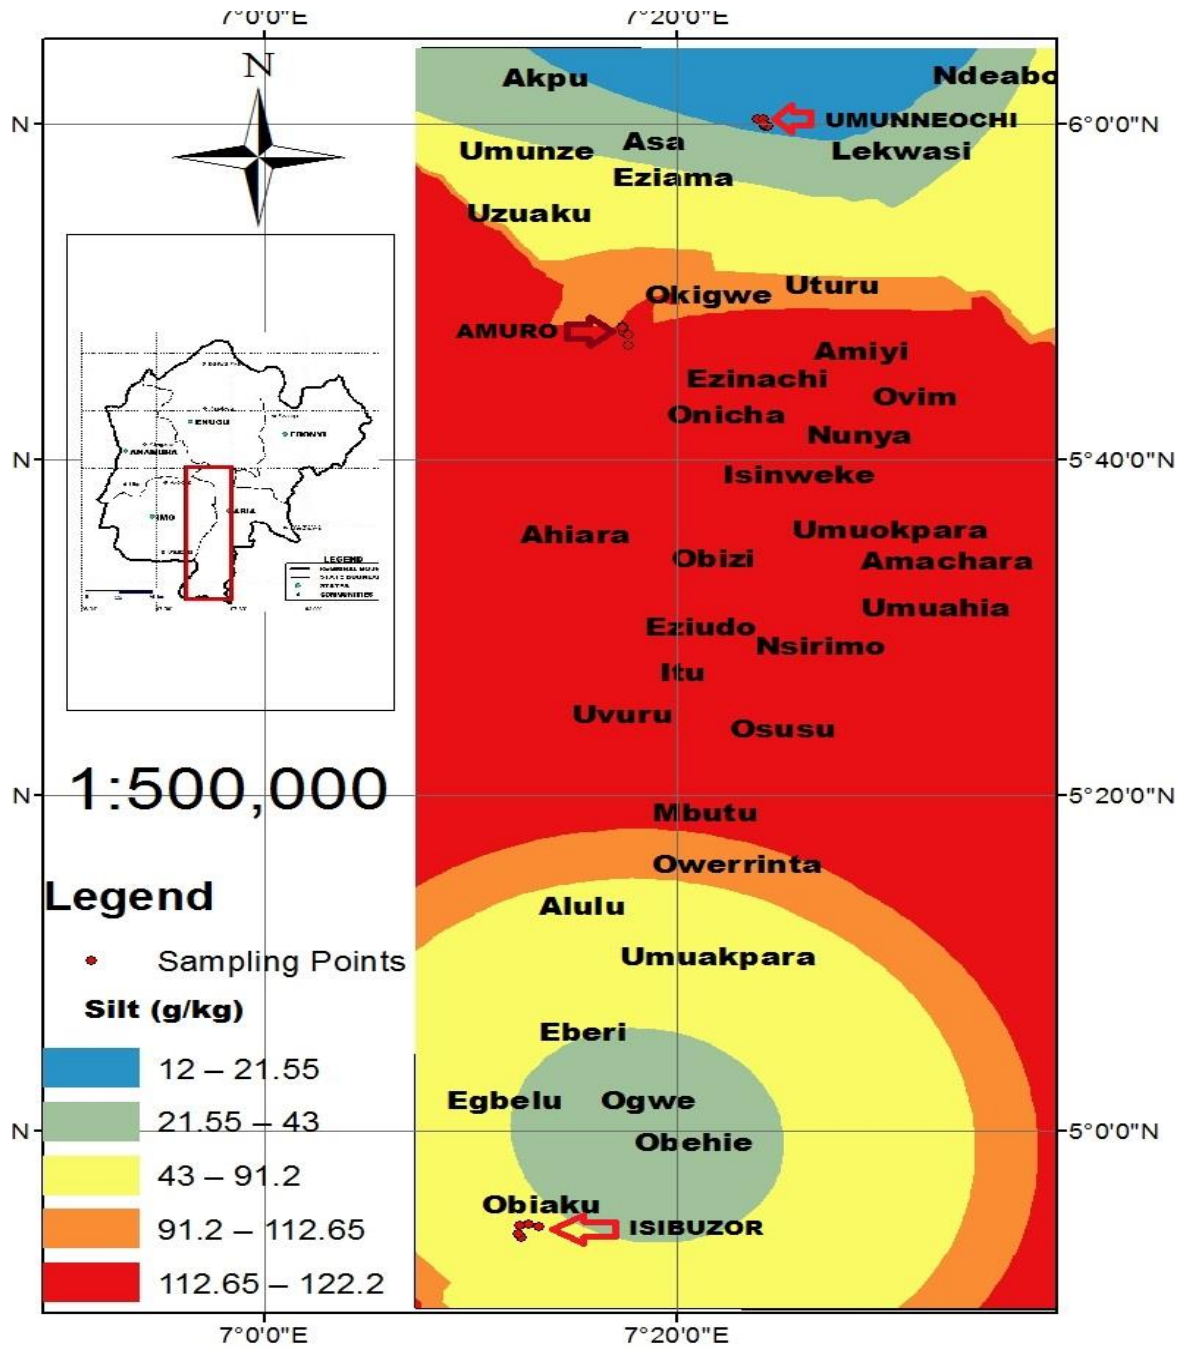 7°0'0"E
7°20'0"E
N
Akpu
Ndeabo
N
UMUNNEOCHI
6°0'0"N
Asa
Umunze
Lekwasi
Eziama
Uzuaku
Uturu
Okigwe
AMURO
Amiyi
Ezinachi
Ovim
Onicha
ENUGU
EBONYI
Nunya
ANAMBRA
N
5°40'0"N
Isinweke
IMO
ABIA
Ahiara
Umuokpara
Obizi
Amachara
LEGEND
STATES
COMMUNITIES
Umuahia
Eziudo
Nsirimo
Itu
Uvuru
Osusu
1:500,000
N
5°20'0"N
Mbutu
Owerrinta
Legend
Alulu
Sampling Points
Umuakpara
Silt (g/kg)
Eberi
12 – 21.55
Egbelu
Ogwe
21.55 – 43
N
5°0'0"N
Obehie
43 – 91.2
Obiaku
91.2 – 112.65
ISIBUZOR
112.65 – 122.2
7°0'0"E
7°20'0"E